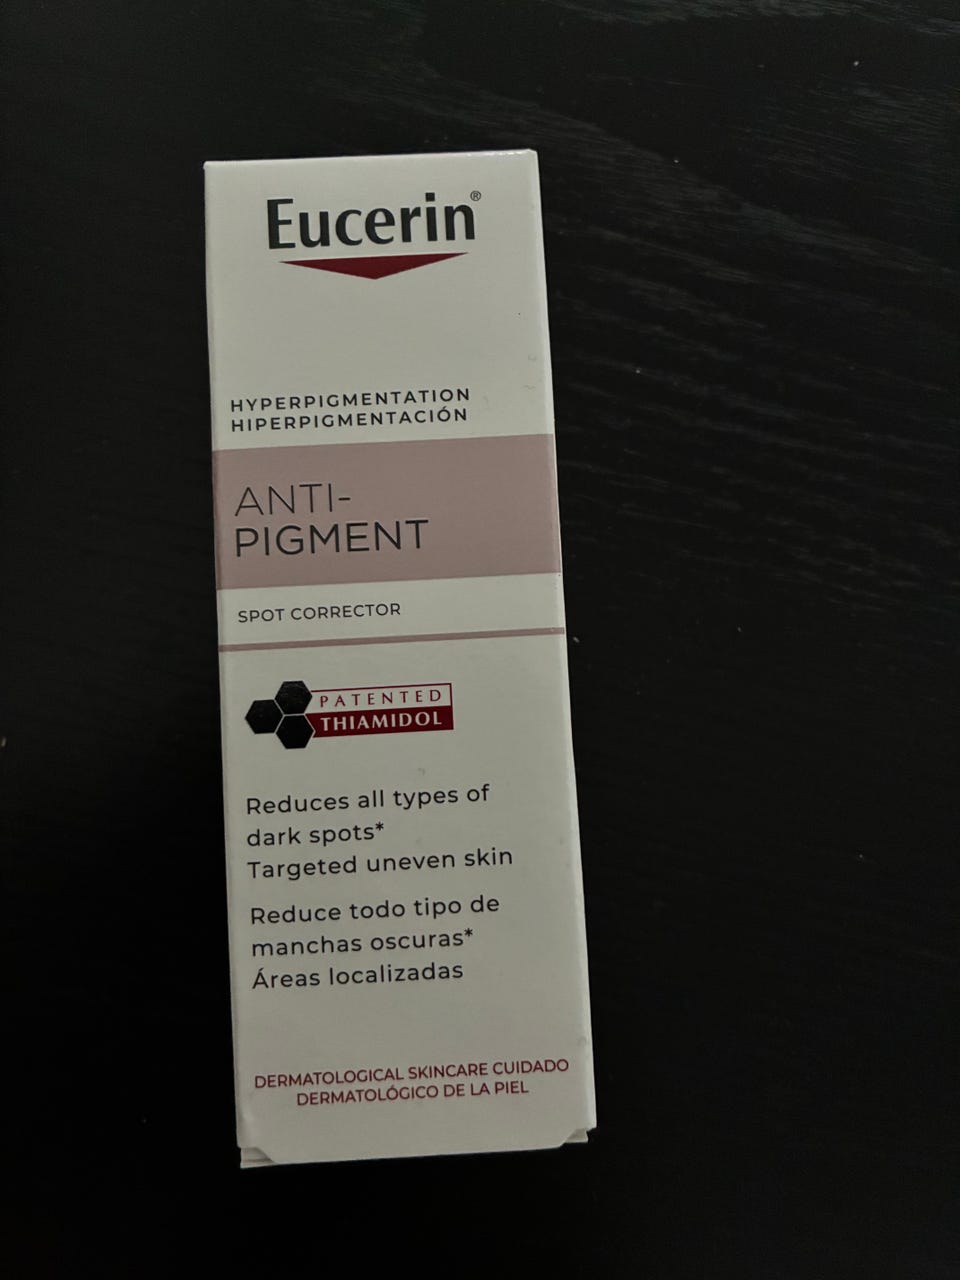 Eucerin®
HYPERPIGMENTATION
HIPERPIGMENTACIÓN
ANTI-
PIGMENT
SPOT CORRECTOR
PATENTED
THIAMIDOL
Reduces all types of
dark spots*
Targeted uneven skin
Reduce todo tipo de
manchas oscuras*
Áreas localizadas
DERMATOLOGICAL SKINCARE CUIDADO
DERMATOLÓGICO DE LA PIEL